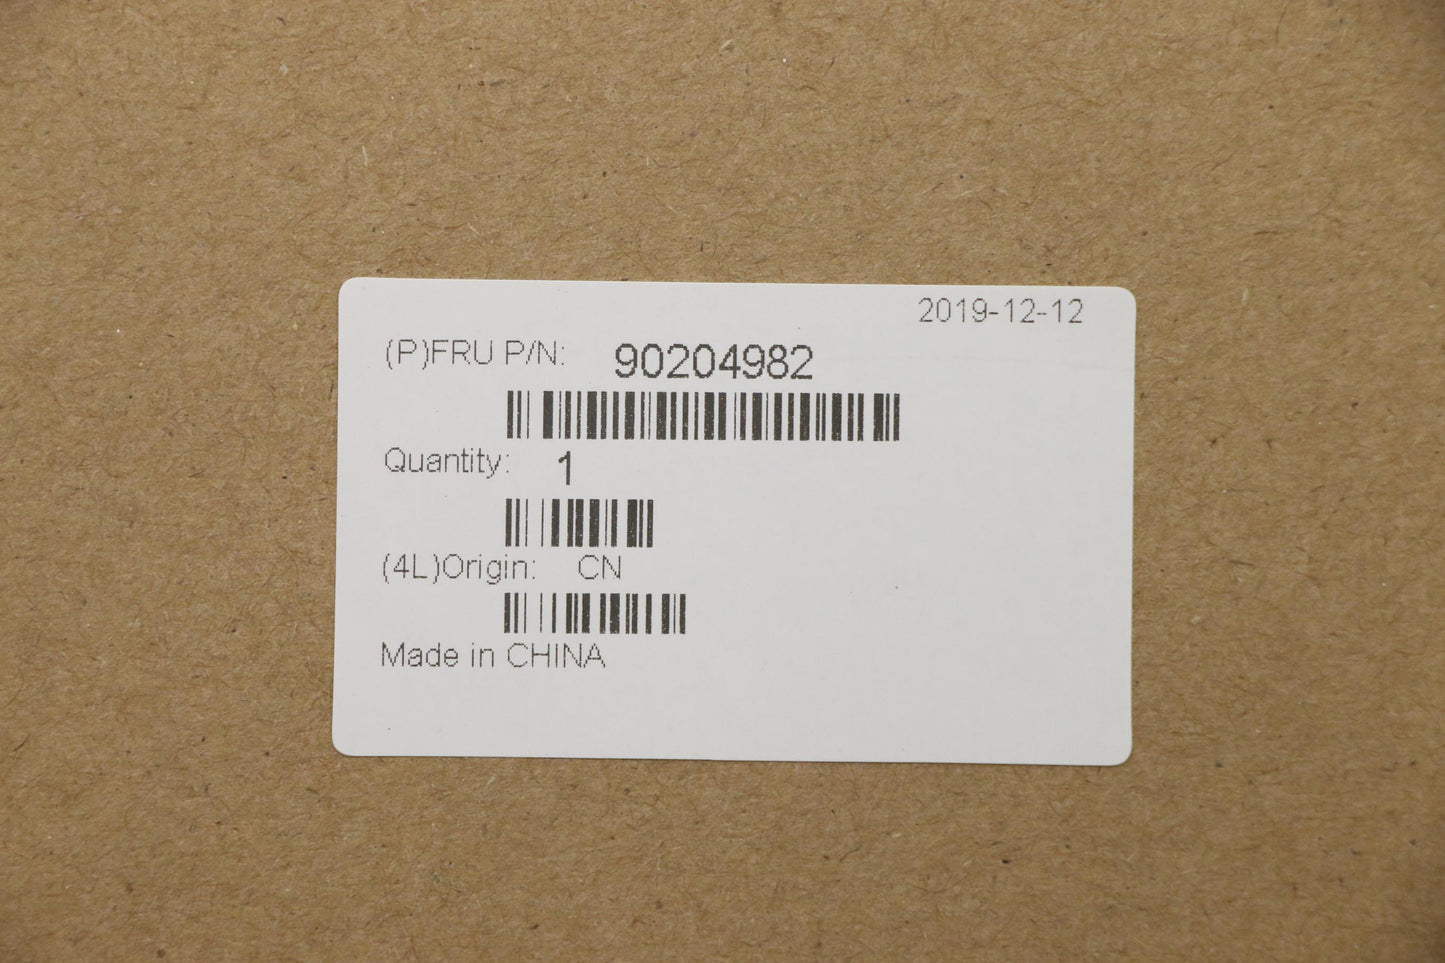 2019-12-12
(P)FRU P/N: 90204982
Quantity: 1
(4L)Origin: CN
Made in CHINA